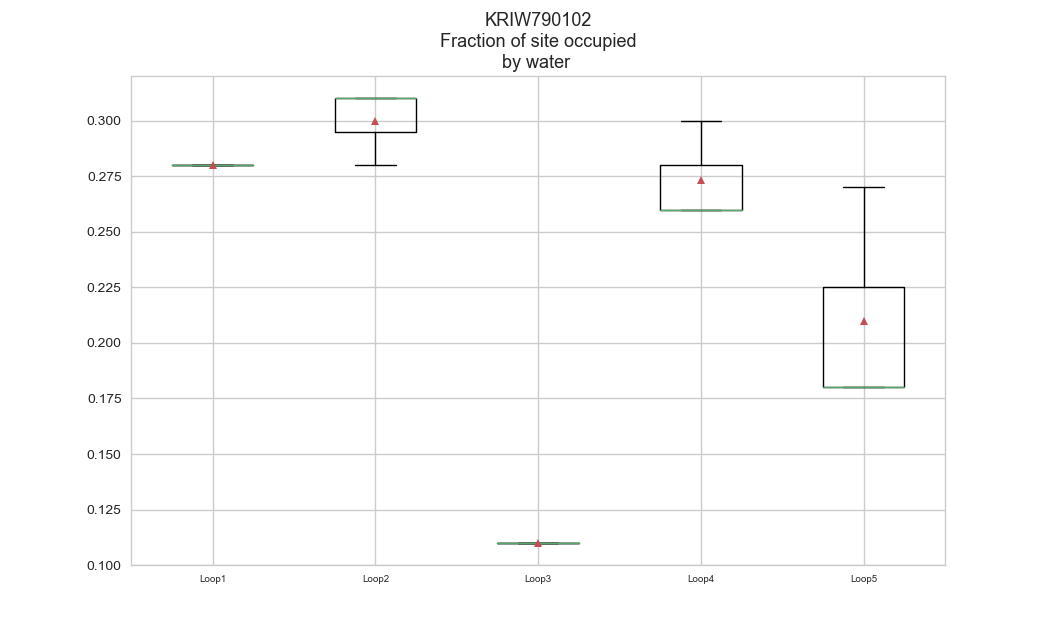 KRIW790102
Fraction of site occupied
by water
0.300
0.275
0.250
0.225
0.200
0.175
0.150
0.125
0.100
Loop1
Loop2
Loop3
Loop4
Loop5